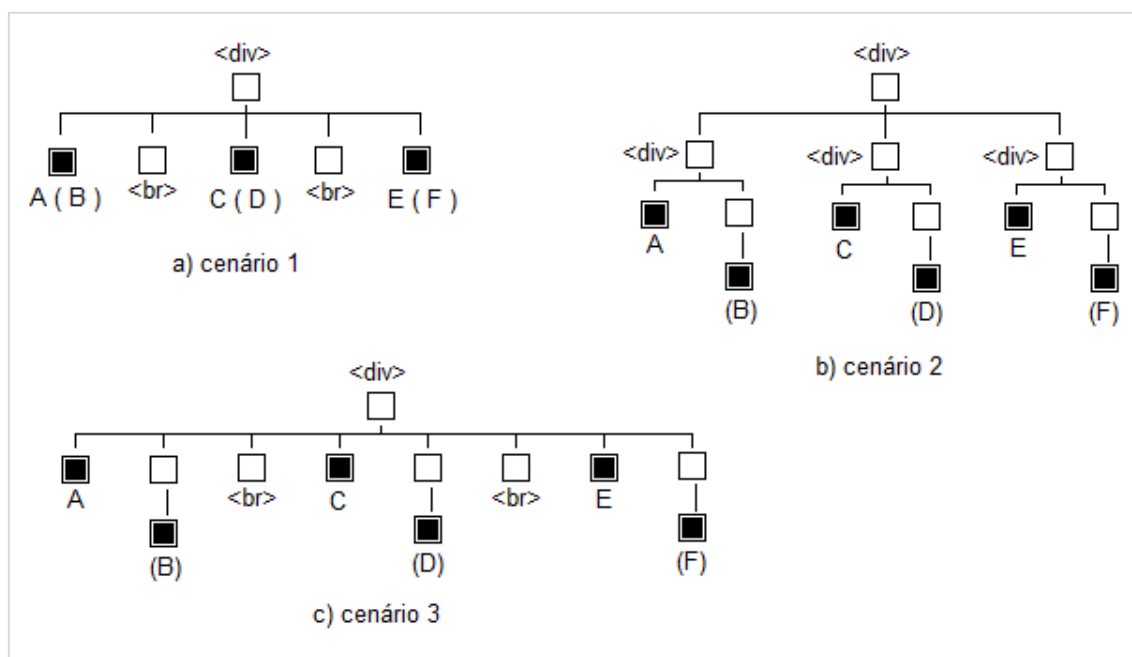 <div>
A ( B )
<br>
C ( D )
<br>
E ( F )
a) cenário 1
<div>
<div>
<div>
<div>
A
C
E
(B)
(D)
(F)
b) cenário 2
<div>
A
<br>
C
<br>
E
(B)
(D)
(F)
c) cenário 3